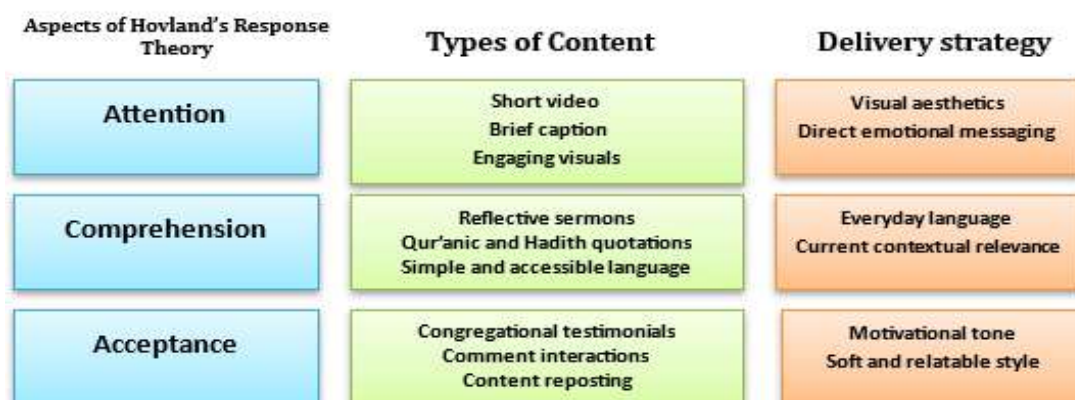 Aspects of Hovland's Response
Theory
Types of Content
Delivery strategy
Attention
Short video
Brief caption
Engaging visuals
Visual aesthetics
Direct emotional messaging
Comprehension
Reflective sermons
Qur'anic and Hadith quotations
Simple and accessible language
Everyday language
Current contextual relevance
Acceptance
Congregational testimonials
Comment interactions
Content reposting
Motivational tone
Soft and relatable style